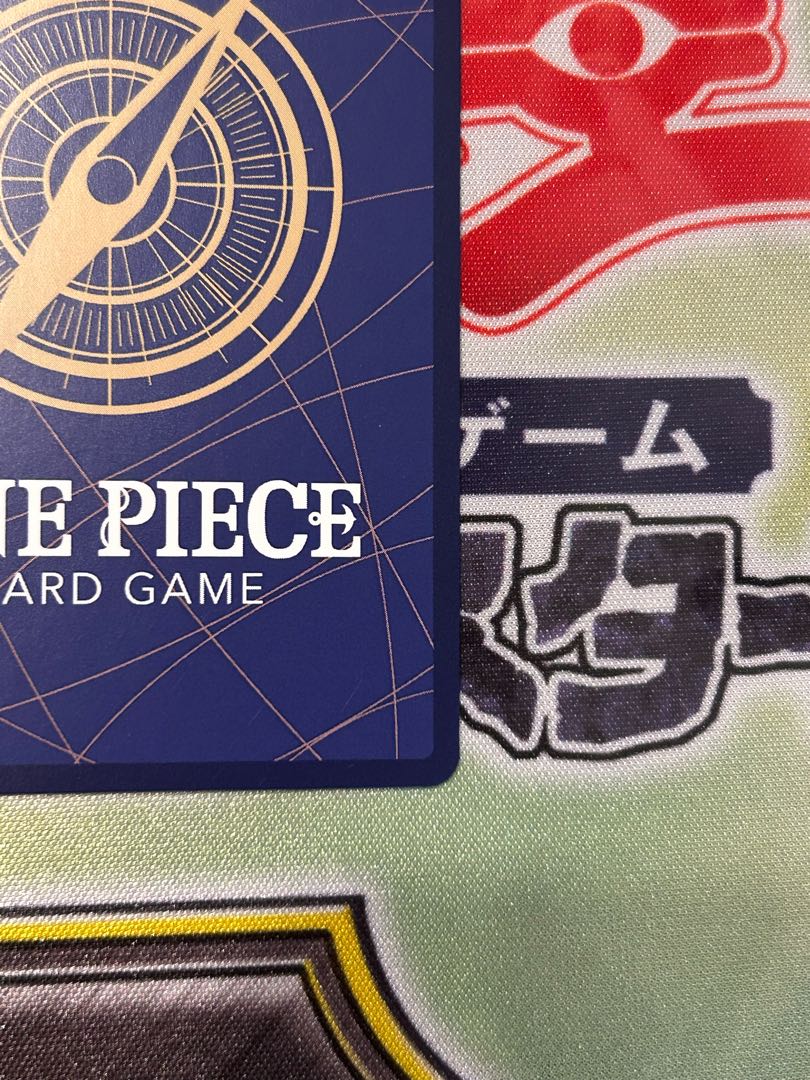 ゲーム
NE PIECE
ARD GAME